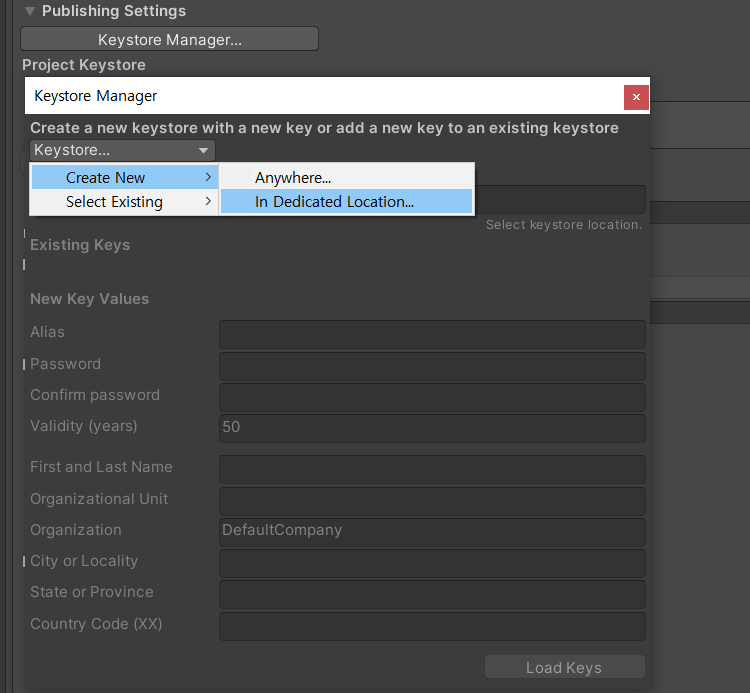 Publishing Settings
Keystore Manager...
Project Keystore
Keystore Manager
Create a new keystore with a new key or add a new key to an existing keystore
Keystore...
Create New
Anywhere...
Select Existing
In Dedicated Location...
Select keystore location.
Existing Keys
New Key Values
Alias
Password
Confirm password
Validity (years) 50
First and Last Name
Organizational Unit
Organization DefaultCompany
City or Locality
State or Province
Country Code (XX)
Load Keys